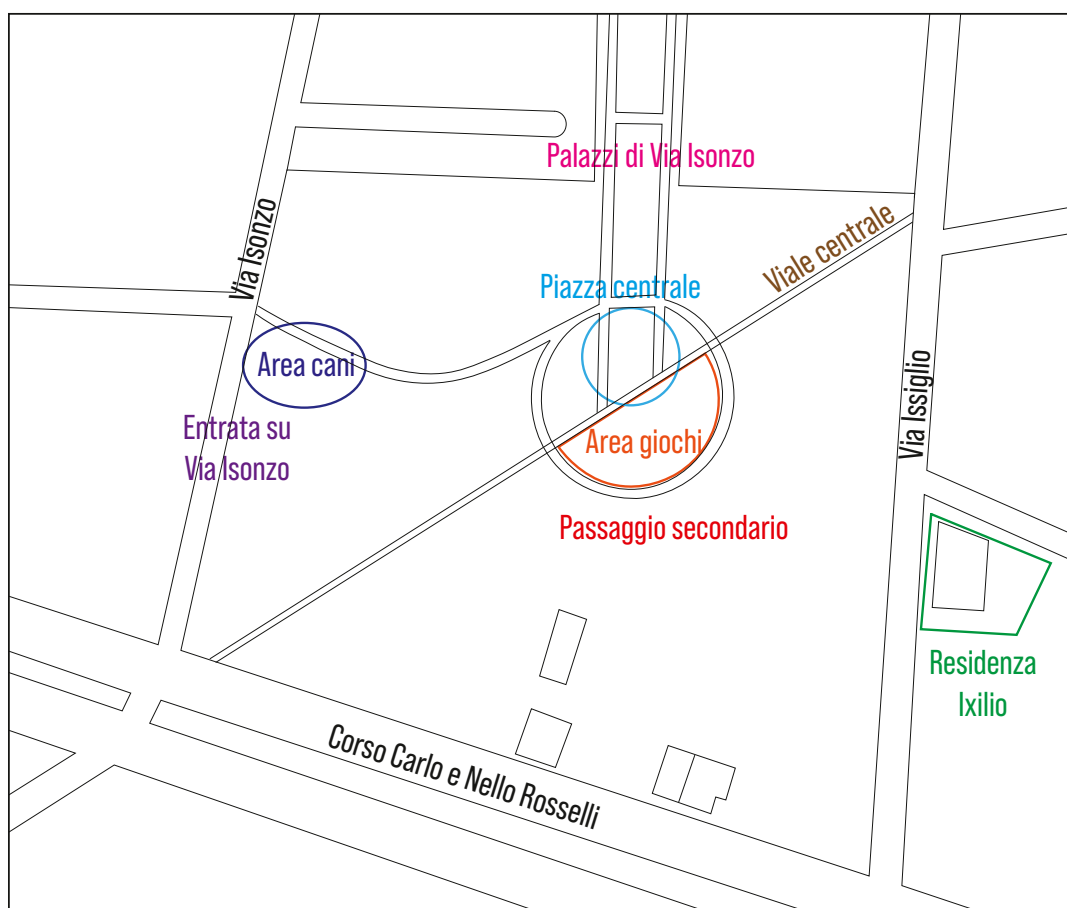 Palazzi di Via Isonzo
Via Isonzo
Viale centrale
Piazza centrale
Area cani
Via Issiglio
Entrata su
Via Isonzo
Area giochi
Passaggio secondario
Residenza
Ixilio
Corso Carlo e Nello Rosselli